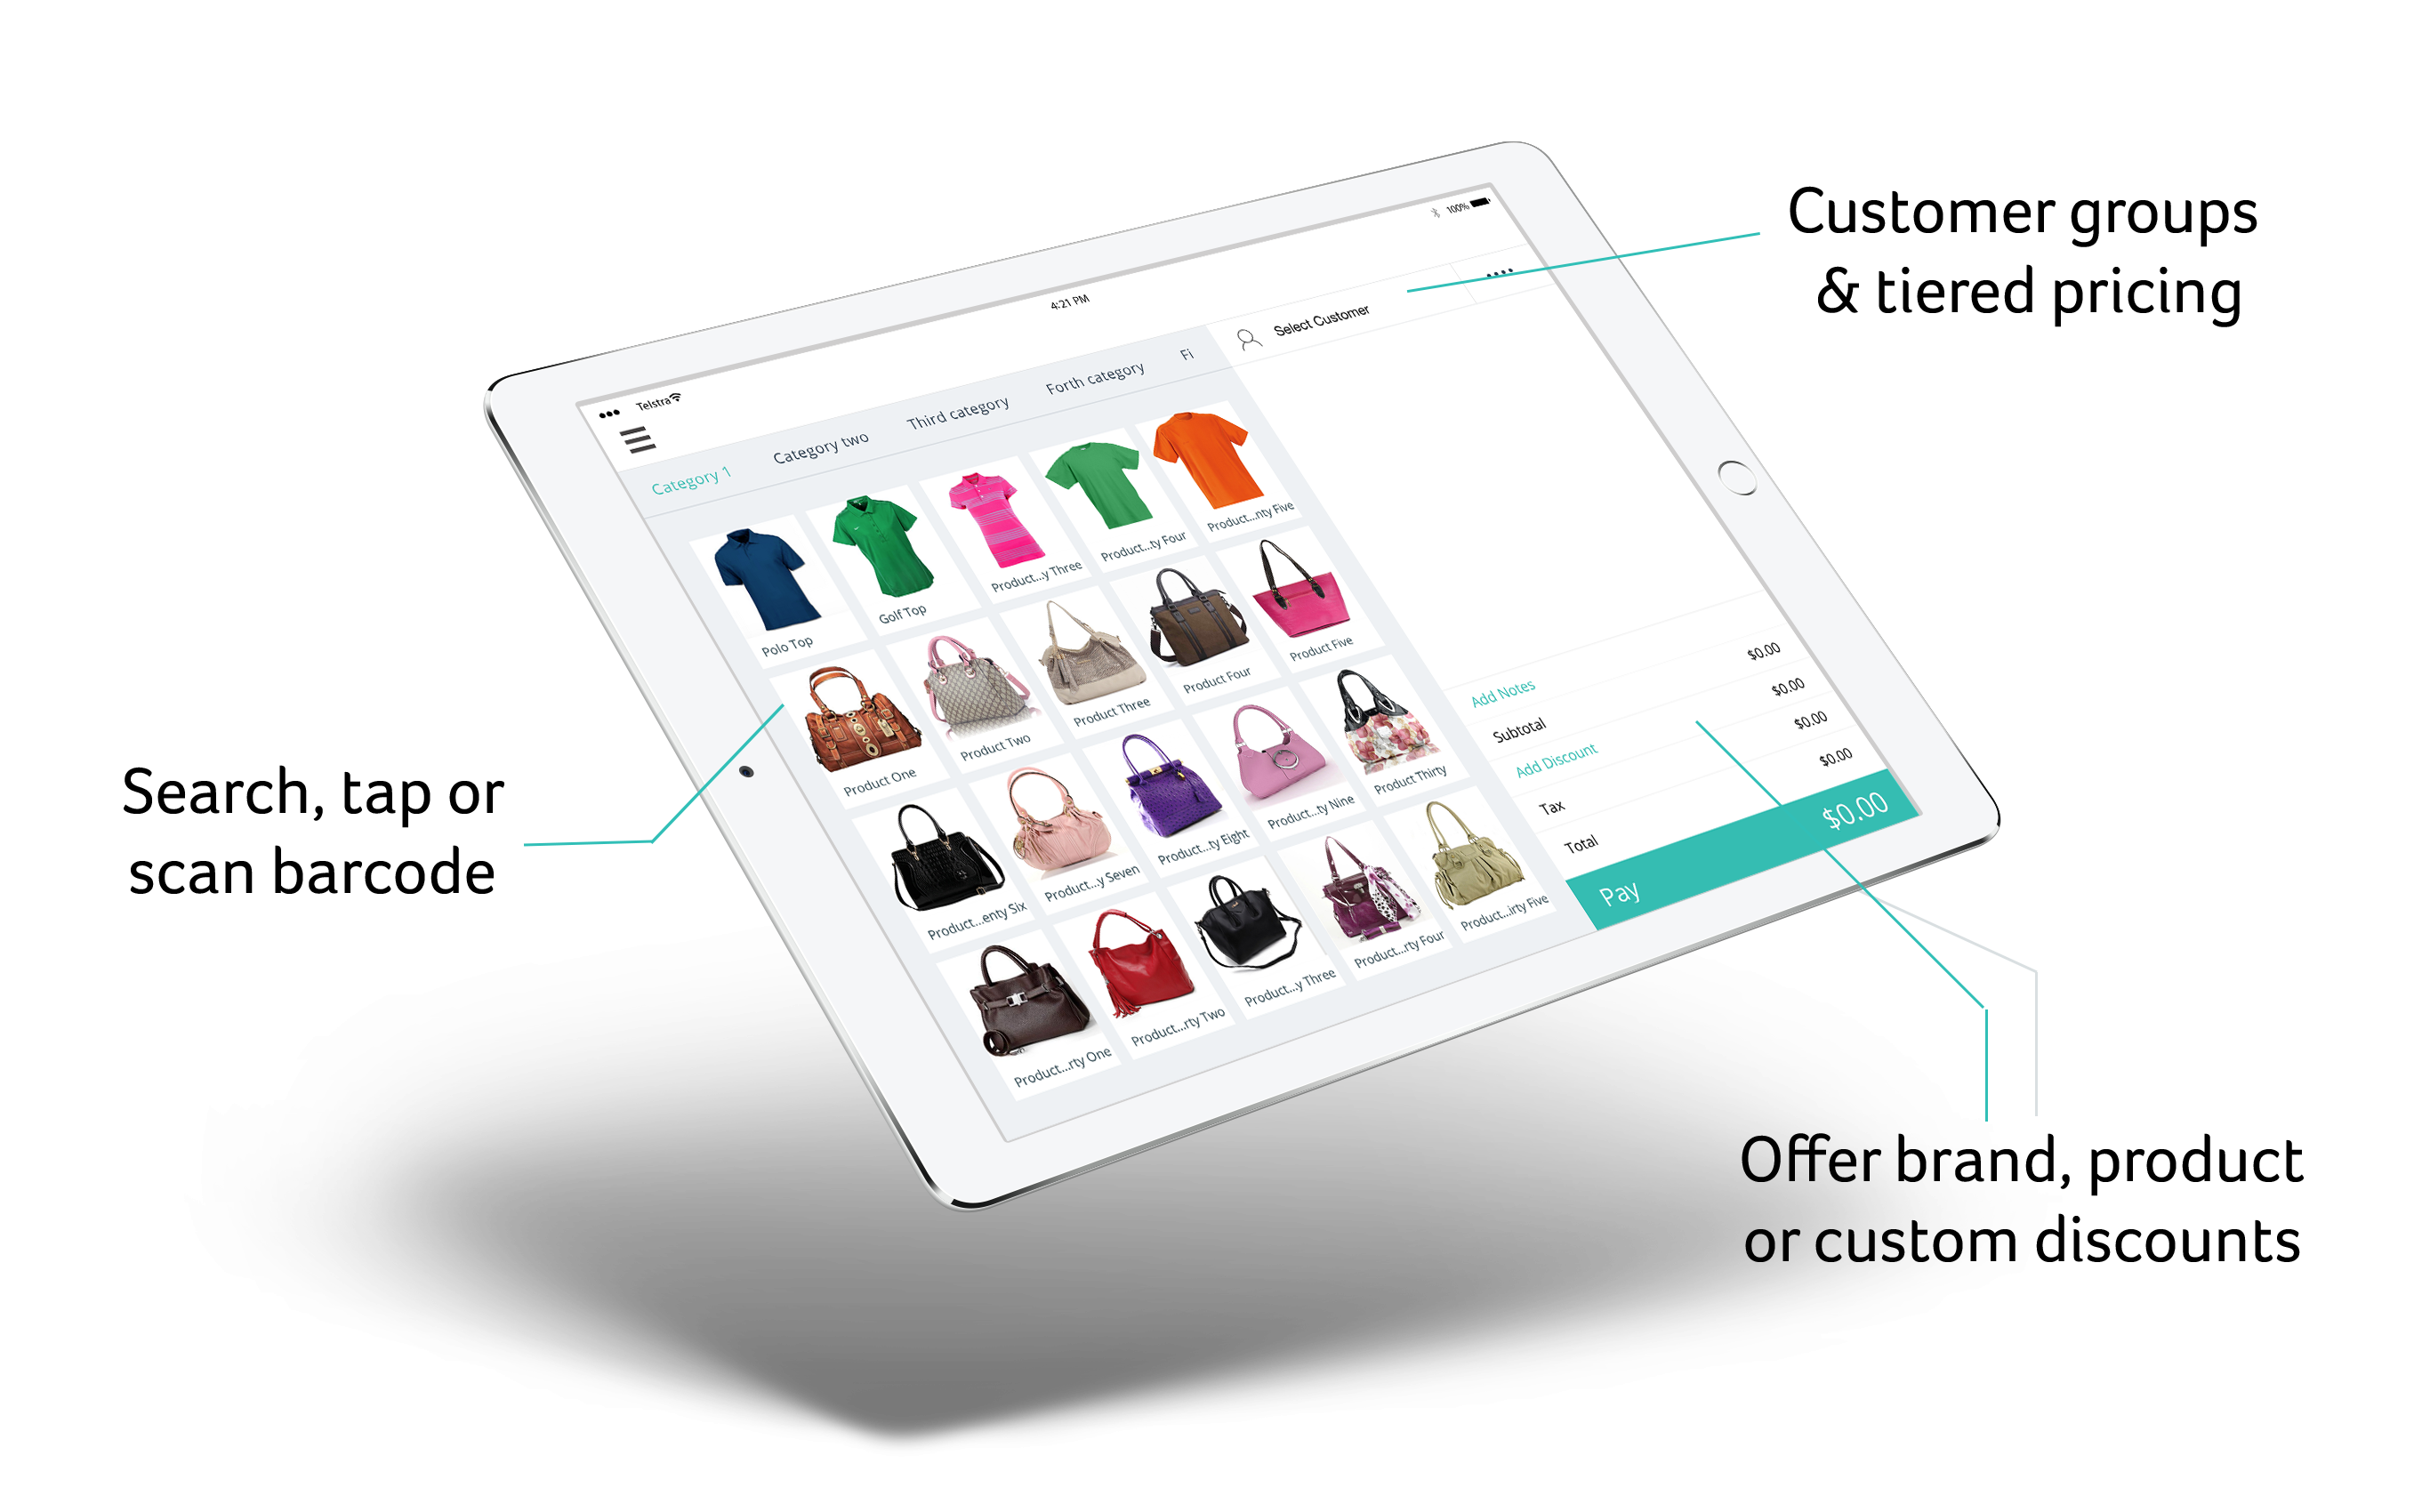 Customer groups
& tiered pricing
100%
4:21 PM
Telstra
Select Customer
Category 1
Category two
Third category
Forth category
Fi
Polo Top
Golf Top
Product...y Three
Product...ty Four
Product...nty Five
Product One
Product Two
Product Three
Product Four
Product Five
Product...enty Six
Product...y Seven
Product...ty Eight
Product...ty Nine
Product Thirty
Product...rty One
Product...rty Two
Product...y Three
Product...rty Four
Product...irty Five
Add Notes
Subtotal $0.00
Add Discount $0.00
Tax $0.00
Total $0.00
Pay $0.00
Search, tap or
scan barcode
Offer brand, product
or custom discounts